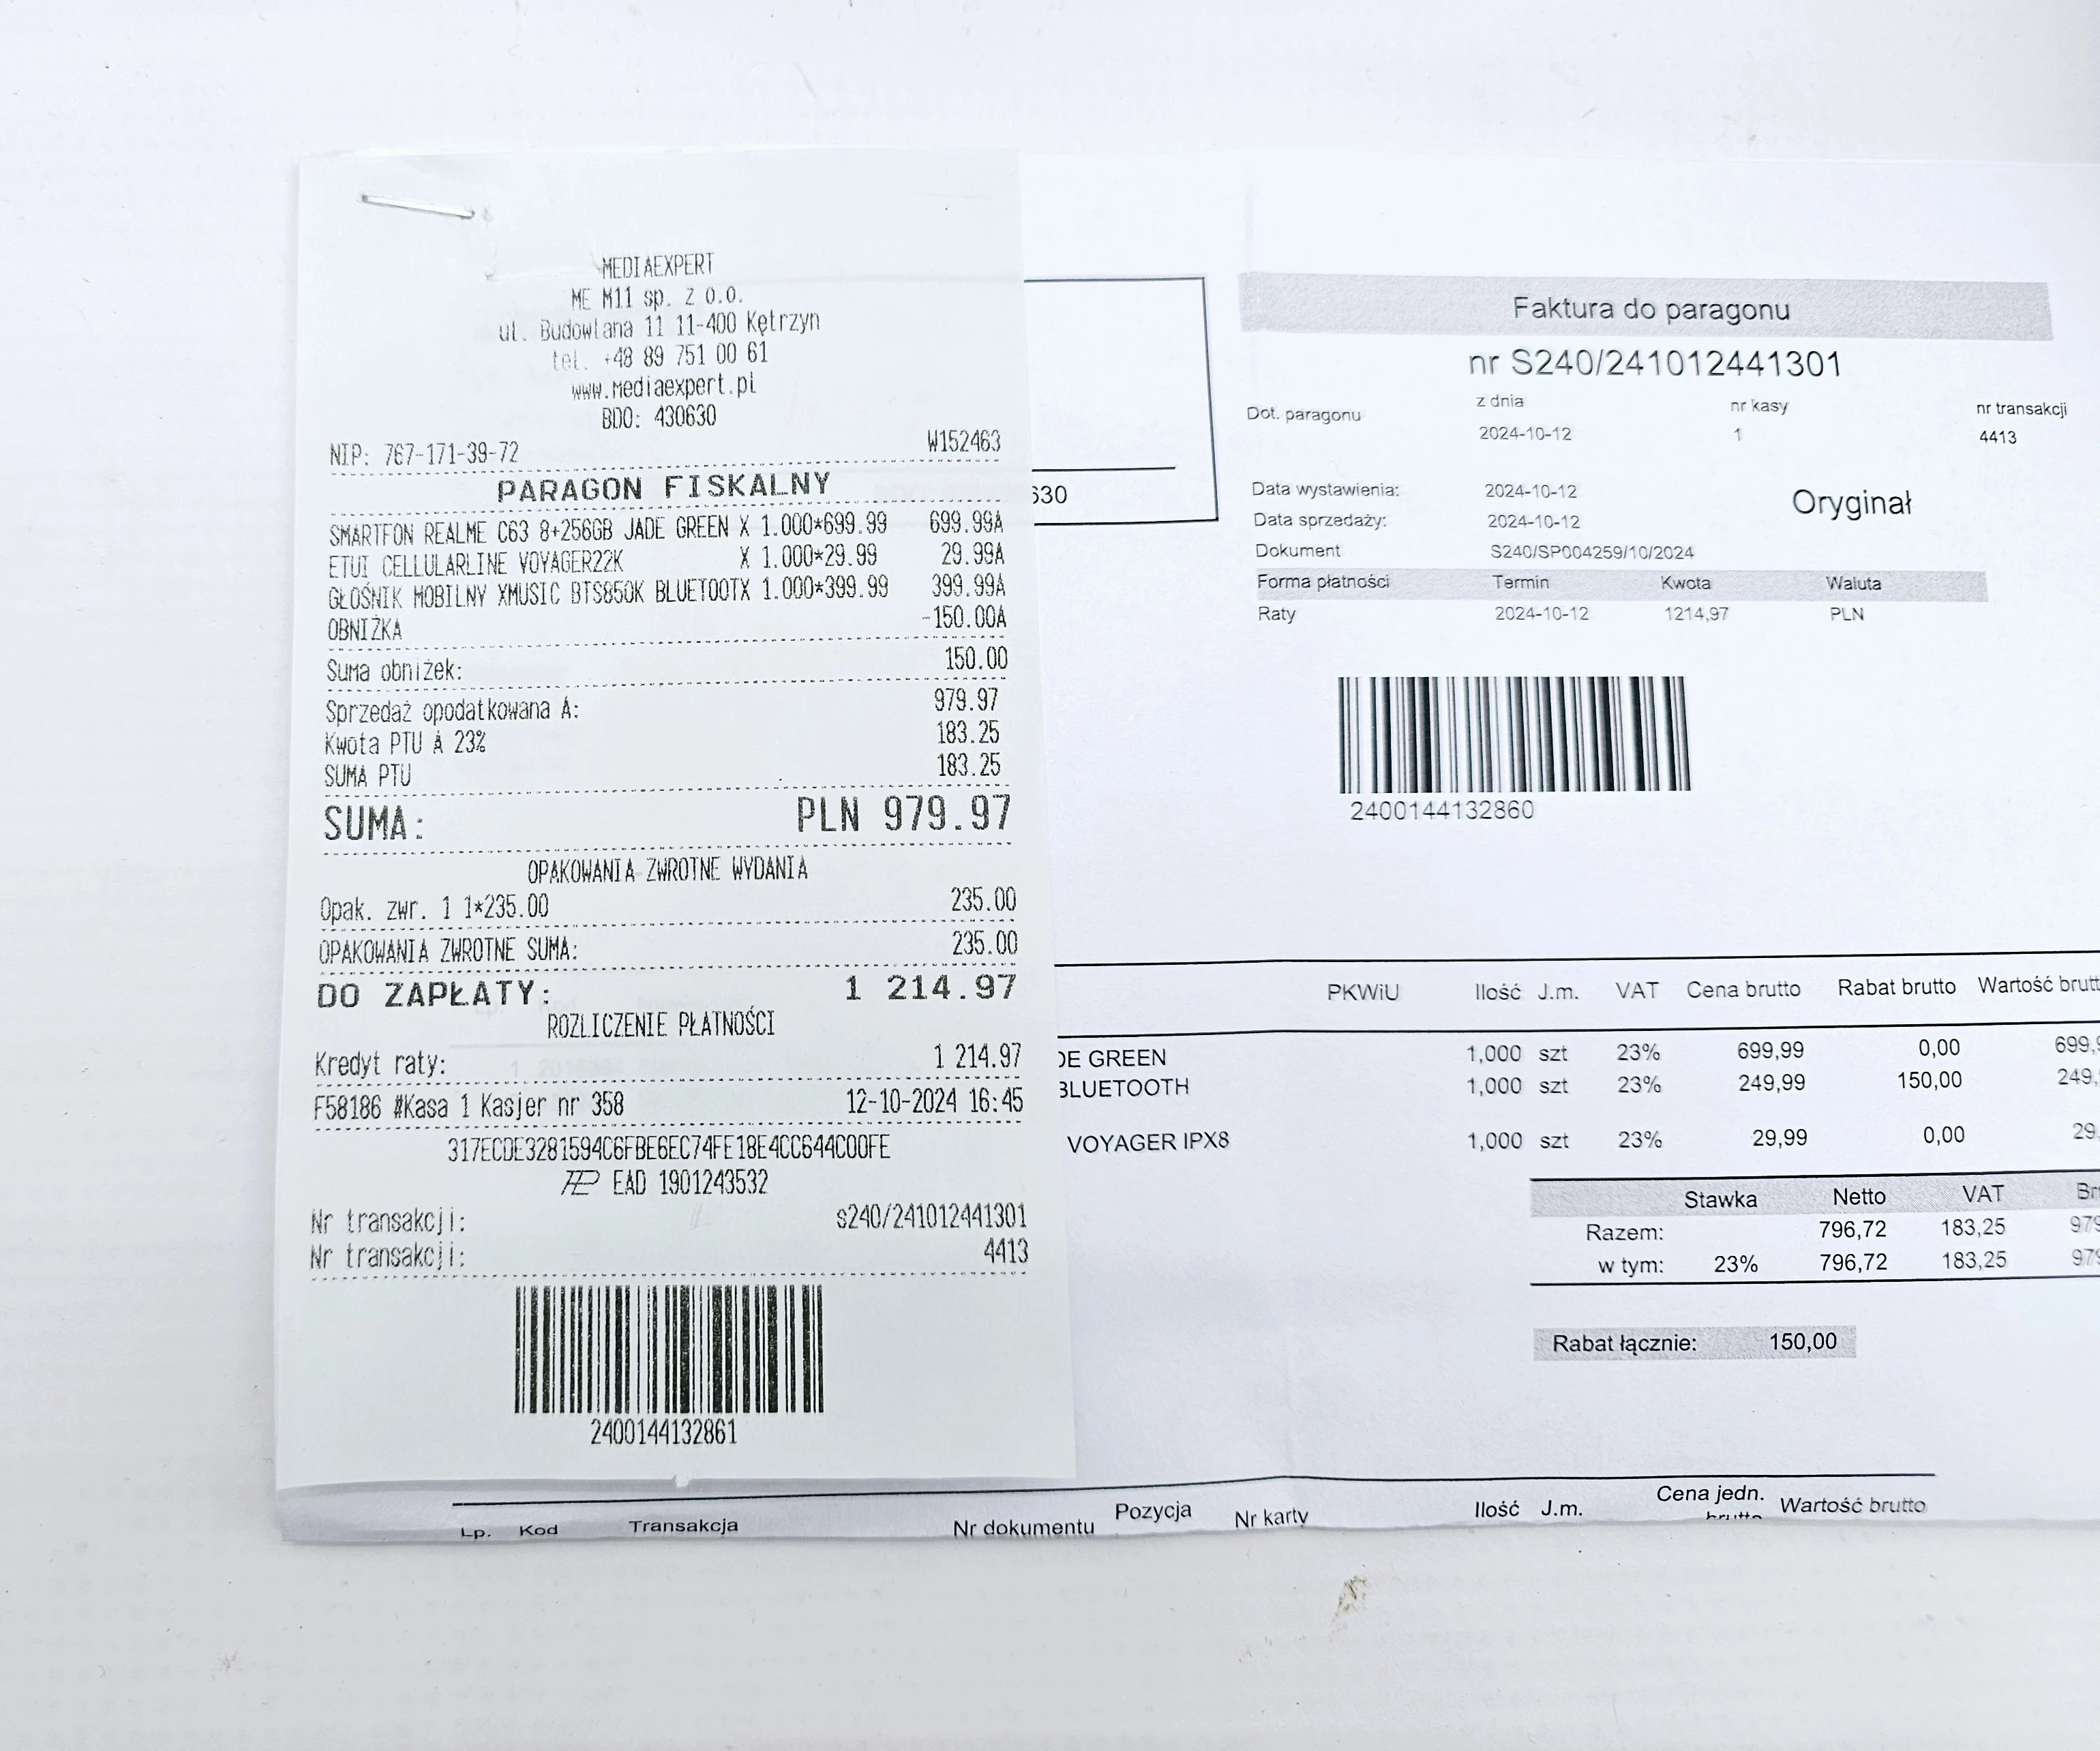 MEDIAEXPERT
ME M11 sp. z o.o.
ul. Budowlana 11 11-400 Kętrzyn
tel. +48 89 751 00 61
www.mediaexpert.pl
BDO: 430630
NIP: 767-171-39-72 W152463
PARAGON FISKALNY
SMARTFON REALME C63 8+256GB JADE GREEN X 1.000*699.99 699.99A
ETUI CELLULARLINE VOYAGER22K X 1.000*29.99 29.99A
GŁOŚNIK MOBILNY XMUSIC BTS850K BLUETOOTX 1.000*399.99 399.99A
OBNIŻKA -150.00A
Suma obniżek: 150.00
Sprzedaż opodatkowana A: 979.97
Kwota PTU A 23% 183.25
SUMA PTU 183.25
SUMA: PLN 979.97
OPAKOWANIA ZWROTNE WYDANIA
Opak. zwr. 1 1*235.00 235.00
OPAKOWANIA ZWROTNE SUMA: 235.00
DO ZAPŁATY: 1 214.97
ROZLICZENIE PŁATNOŚCI
Kredyt raty: 1 214.97
F58186 #Kasa 1 Kasjer nr 358 12-10-2024 16:45
317ECDE3281594C6FBE6EC74FE18E4CC644C00FE
EAD 1901243532
Nr transakcji: S240/241012441301
Nr transakcji: 4413
2400144132861
630
Faktura do paragonu
nr S240/241012441301
Dot. paragonu z dnia nr kasy nr transakcji
2024-10-12 1 4413
Data wystawienia: 2024-10-12
Oryginał
Data sprzedaży: 2024-10-12
Dokument S240/SP004259/10/2024
Forma płatności Termin Kwota Waluta
Raty 2024-10-12 1214,97 PLN
2400144132860
PKWiU Ilość J.m. VAT Cena brutto Rabat brutto Wartość brutt
DE GREEN 1,000 szt 23% 699,99 0,00 699,9
BLUETOOTH 1,000 szt 23% 249,99 150,00 249,
VOYAGER IPX8 1,000 szt 23% 29,99 0,00 29,
Stawka Netto VAT Br
Razem: 796,72 183,25 979
w tym: 23% 796,72 183,25 979
Rabat łącznie: 150,00
Lp. Kod Transakcja Nr dokumentu Pozycja Nr karty Ilość J.m. Cena jedn. brutto Wartość brutto